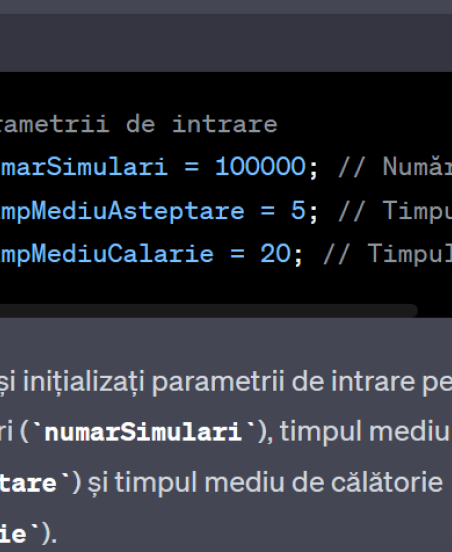 rametrii de intrare
marSimulari = 100000; // Număr
mpMediuAsteptare = 5; // Timpu
mpMediuCalarie = 20; // Timpul
și inițializați parametrii de intrare pe
ri (`numarSimulari`), timpul mediu
tare`) și timpul mediu de călătorie
ie`).